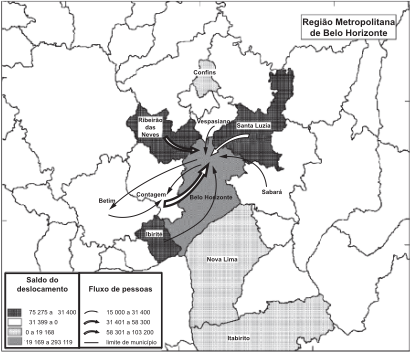 Região Metropolitana
de Belo Horizonte
Confins
Vespasiano
Ribeirão
das
Neves
Santa Luzia
Contagem
Betim
Sabará
Belo Horizonte
Ibirité
Nova Lima
Itabirito
Saldo do
deslocamento
75 275 a 31 400
31 399 a 0
0 a 19 168
19 169 a 293 119
Fluxo de pessoas
15 000 a 31 400
31 401 a 58 300
58 301 a 103 200
limite de município